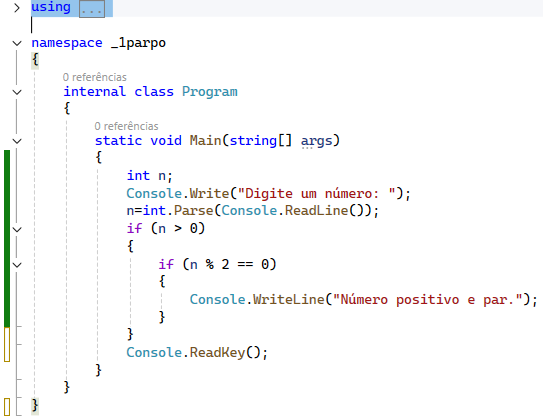 using ...
namespace _1parpo
{
0 referências
internal class Program
{
0 referências
static void Main(string[] args)
{
int n;
Console.Write("Digite um número: ");
n=int.Parse(Console.ReadLine());
if (n > 0)
{
if (n % 2 == 0)
{
Console.WriteLine("Número positivo e par.");
}
}
Console.ReadKey();
}
}
}